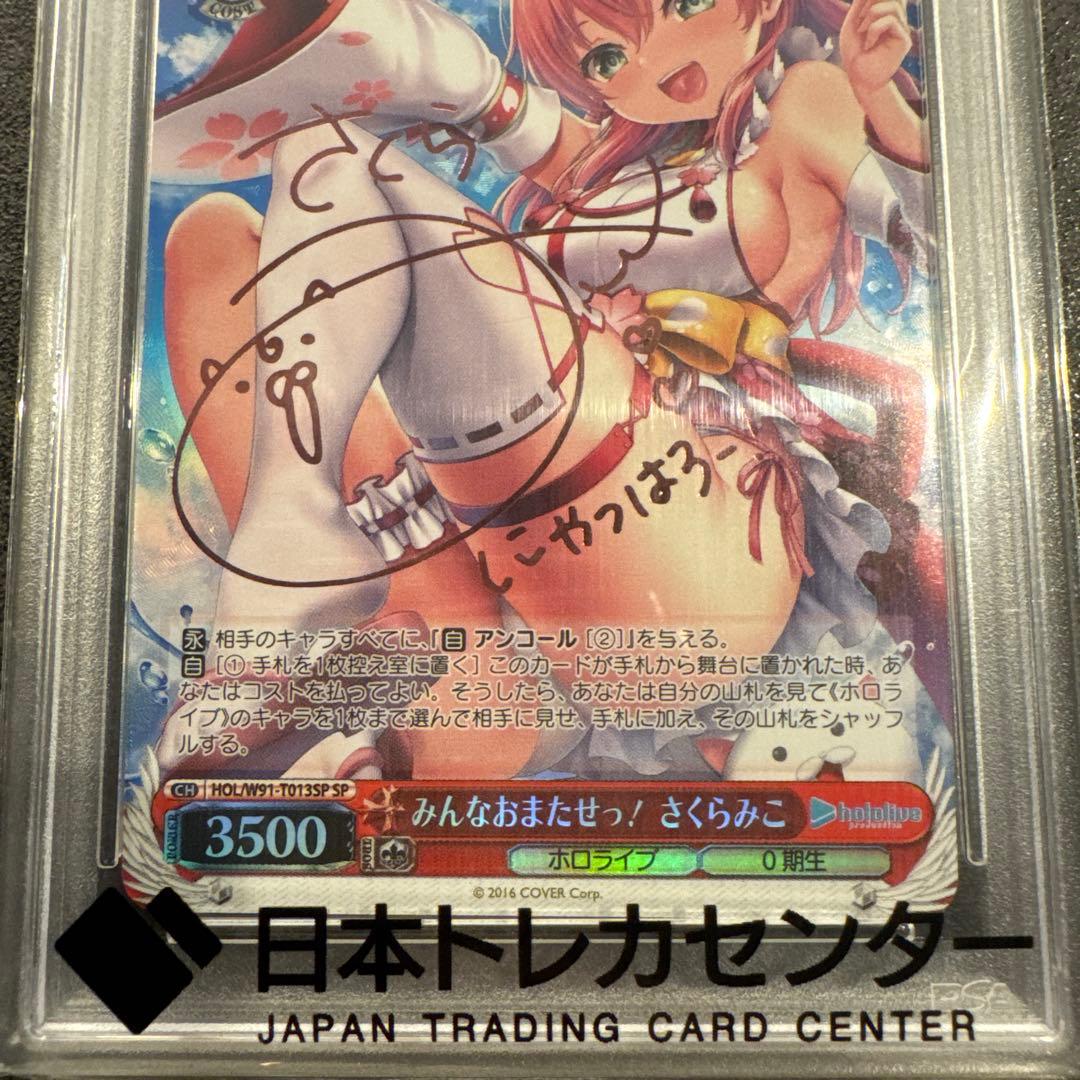 COST
さくら
みこ
にゃっはろー
永 相手のキャラすべてに、「自 アンコール [②]」を与える。
自 [① 手札を1枚控え室に置く] このカードが手札から舞台に置かれた時、あ
なたはコストを払ってよい。そうしたら、あなたは自分の山札を見て《ホロラ
イブ》のキャラを1枚まで選んで相手に見せ、手札に加え、その山札をシャッフ
ルする。
CH HOL/W91-T013SP SP
みんなおまたせっ! さくらみこ
hololive
production
POWER
3500
SOUL
ホロライブ
0期生
© 2016 COVER Corp.
日本トレカセンター
PSA
JAPAN TRADING CARD CENTER